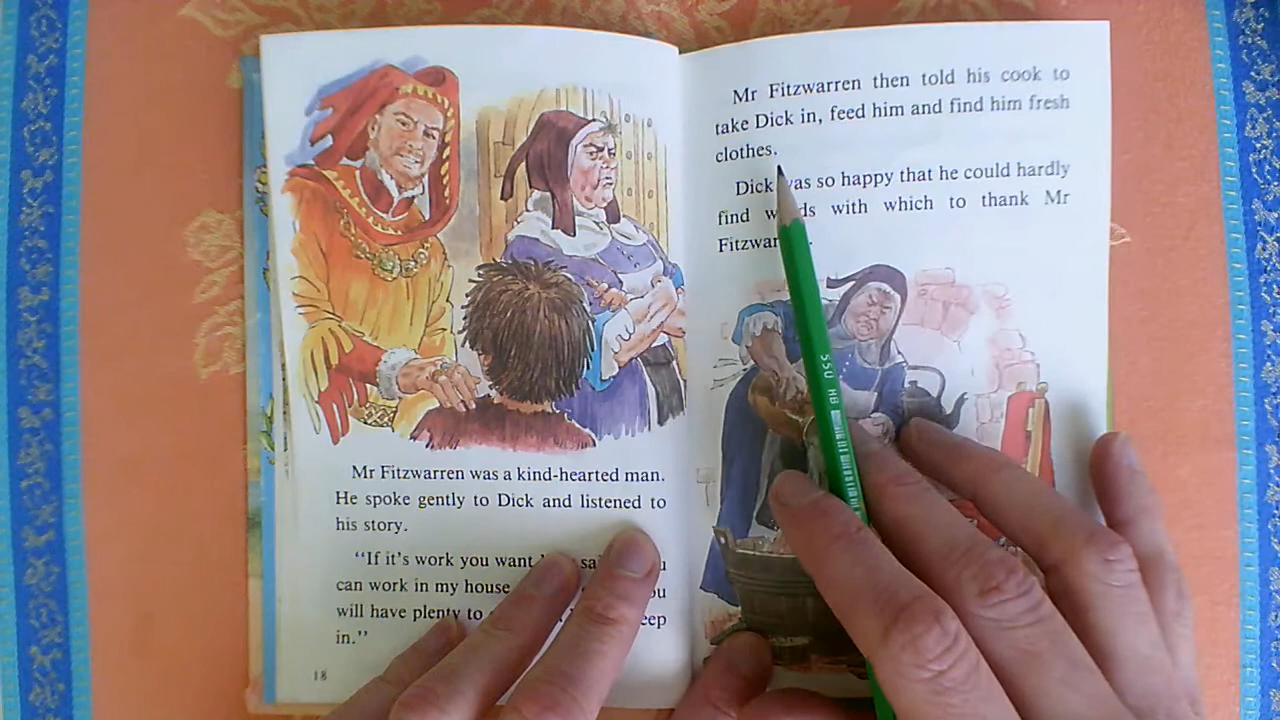 Mr Fitzwarren was a kind-hearted man.
He spoke gently to Dick and listened to
his story.
"If it's work you want
can work in my house
will have plenty to
in."
18
Mr Fitzwarren then told his cook to
take Dick in, feed him and find him fresh
clothes.
Dick was so happy that he could hardly
find words with which to thank Mr
Fitzwarren.
550 HB